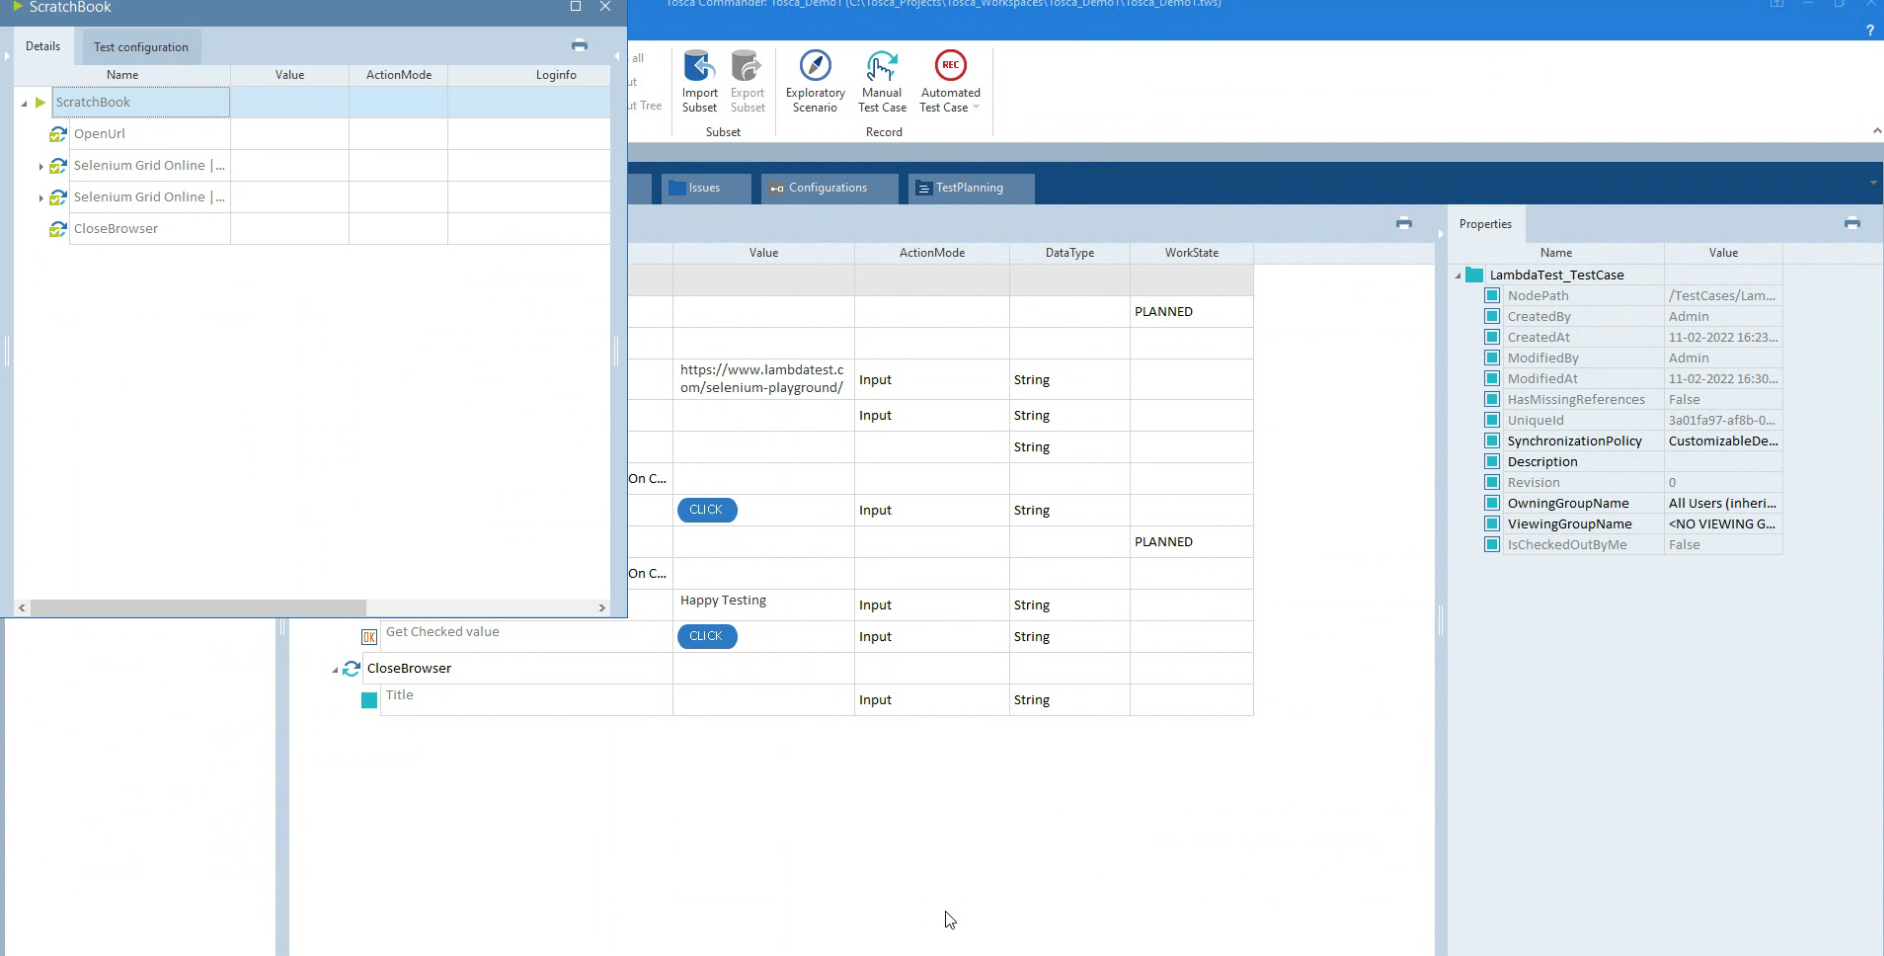 ScratchBook
Tosca Commander: Tosca_Demo1 (C:\Tosca_Projects\Tosca_Workspaces\Tosca_Demo1\Tosca_Demo1.tws)
?
Details
Test configuration
Name Value ActionMode Loginfo
ScratchBook
OpenUrl
Selenium Grid Online |...
Selenium Grid Online |...
CloseBrowser
all
ut
ut Tree
Import Subset
Export Subset
Subset
Exploratory Scenario
Manual Test Case
REC
Automated Test Case
Record
Issues
Configurations
TestPlanning
Value ActionMode DataType WorkState
PLANNED
https://www.lambdatest.c
om/selenium-playground/ Input String
Input String
String
On C...
CLICK Input String
PLANNED
On C...
Happy Testing Input String
Get Checked value CLICK Input String
CloseBrowser
Title Input String
Properties
Name Value
LambdaTest_TestCase
NodePath /TestCases/Lam...
CreatedBy Admin
CreatedAt 11-02-2022 16:23...
ModifiedBy Admin
ModifiedAt 11-02-2022 16:30...
HasMissingReferences False
UniqueId 3a01fa97-af8b-0...
SynchronizationPolicy CustomizableDe...
Description
Revision 0
OwningGroupName All Users (inheri...
ViewingGroupName <NO VIEWING G...
IsCheckedOutByMe False